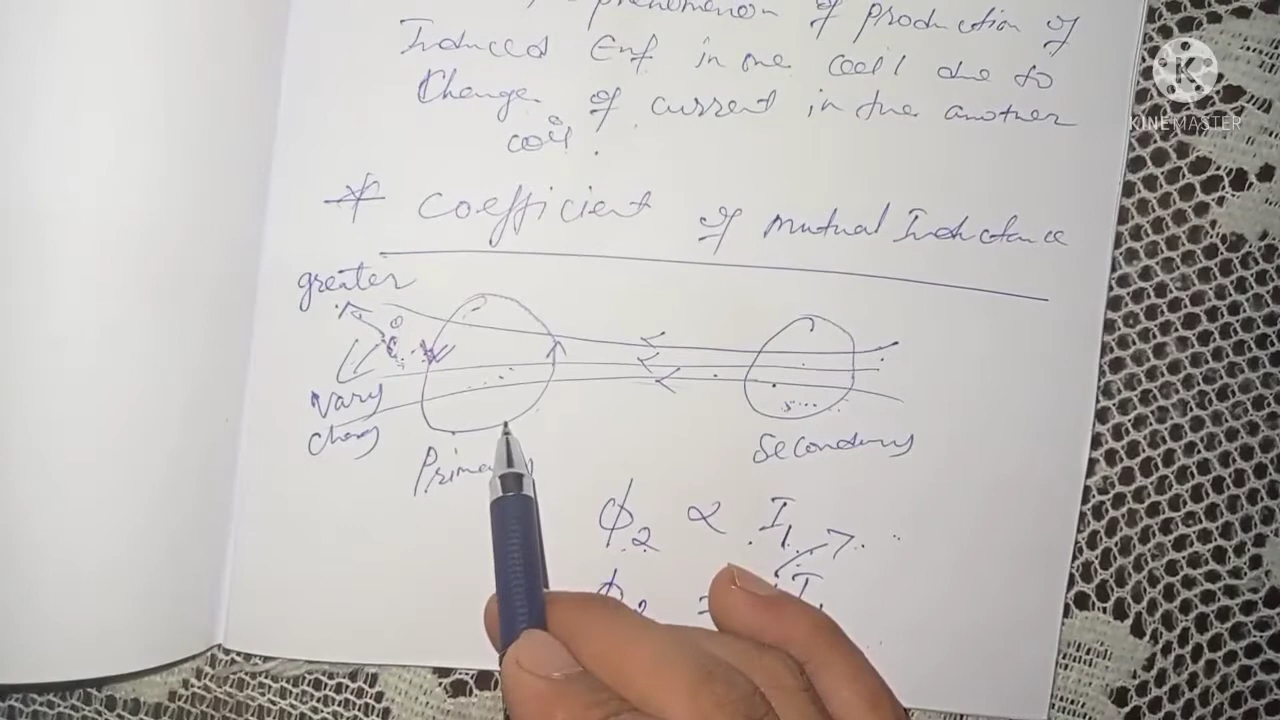 phenomenon of production of
Induced Emf in one coil due to
Change of current in the another
coil.
* Coefficient of mutual Inductance
greater
vary
Secondary
ϕ2 ∝ I1
KINEMASTER